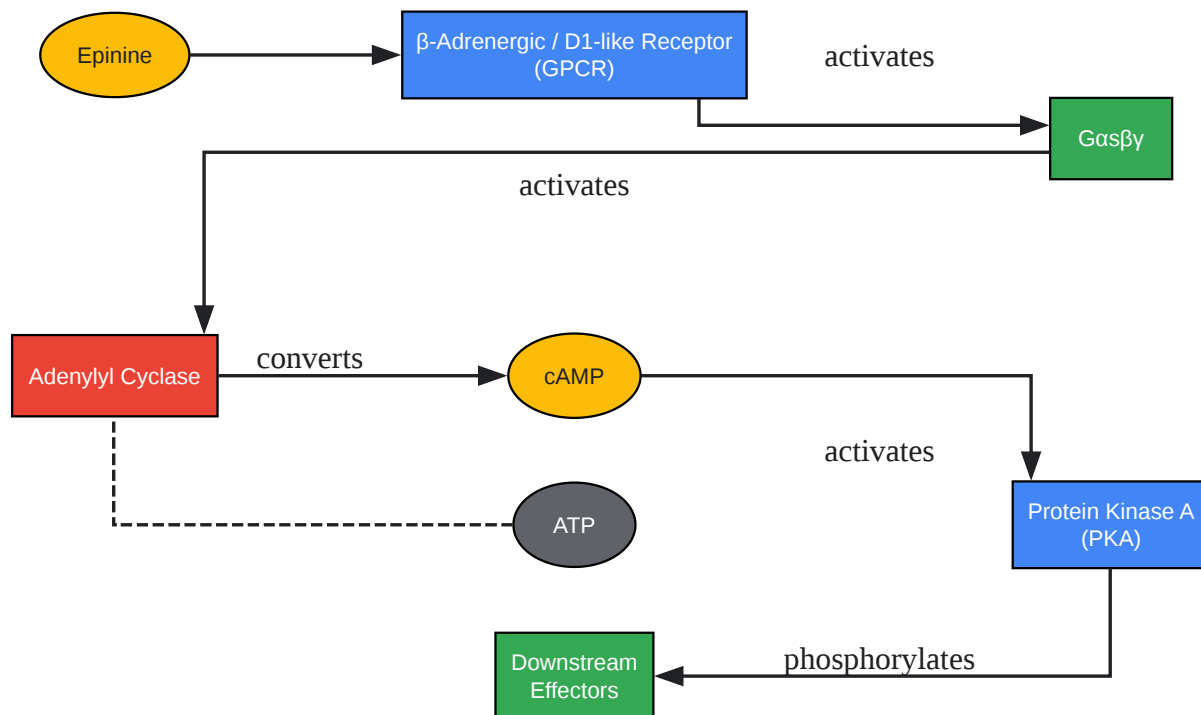 Epinine
β-Adrenergic / D1-like Receptor
(GPCR)
activates
Gαsβγ
activates
Adenylyl Cyclase
converts
cAMP
activates
ATP
Protein Kinase A
(PKA)
Downstream
Effectors
phosphorylates